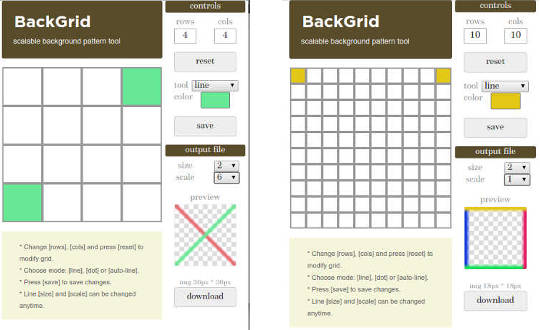 BackGrid
scalable background pattern tool
controls
rows cols
4 4
reset
tool line
color
save
output file
size 2
scale 6
preview
img 36px * 36px
download
* Change [rows], [cols] and press [reset] to
modify grid.
* Choose mode: [line], [dot] or [auto-line].
* Press [save] to save changes.
* Line [size] and [scale] can be changed
anytime.
BackGrid
scalable background pattern tool
controls
rows cols
10 10
reset
tool line
color
save
output file
size 2
scale 1
preview
img 18px * 18px
download
* Change [rows], [cols] and press [reset] to
modify grid.
* Choose mode: [line], [dot] or [auto-line].
* Press [save] to save changes.
* Line [size] and [scale] can be changed
anytime.